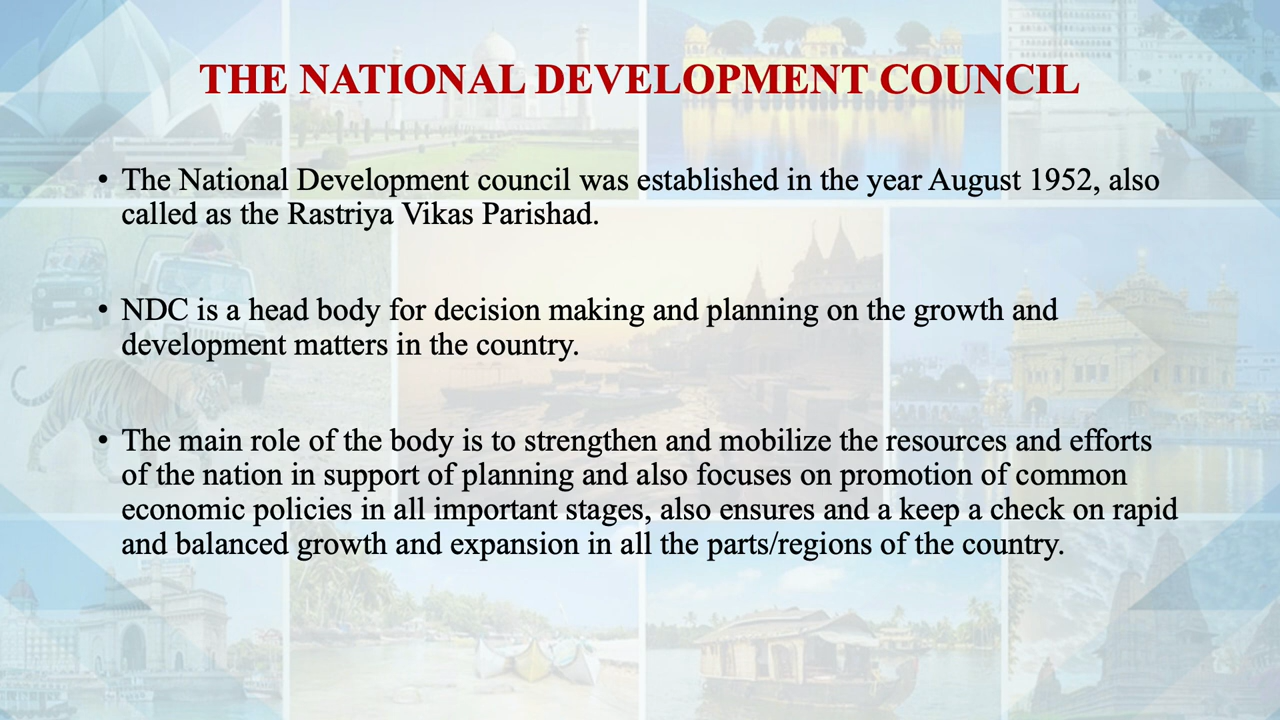 THE NATIONAL DEVELOPMENT COUNCIL
• The National Development council was established in the year August 1952, also
called as the Rastriya Vikas Parishad.
• NDC is a head body for decision making and planning on the growth and
development matters in the country.
• The main role of the body is to strengthen and mobilize the resources and efforts
of the nation in support of planning and also focuses on promotion of common
economic policies in all important stages, also ensures and a keep a check on rapid
and balanced growth and expansion in all the parts/regions of the country.